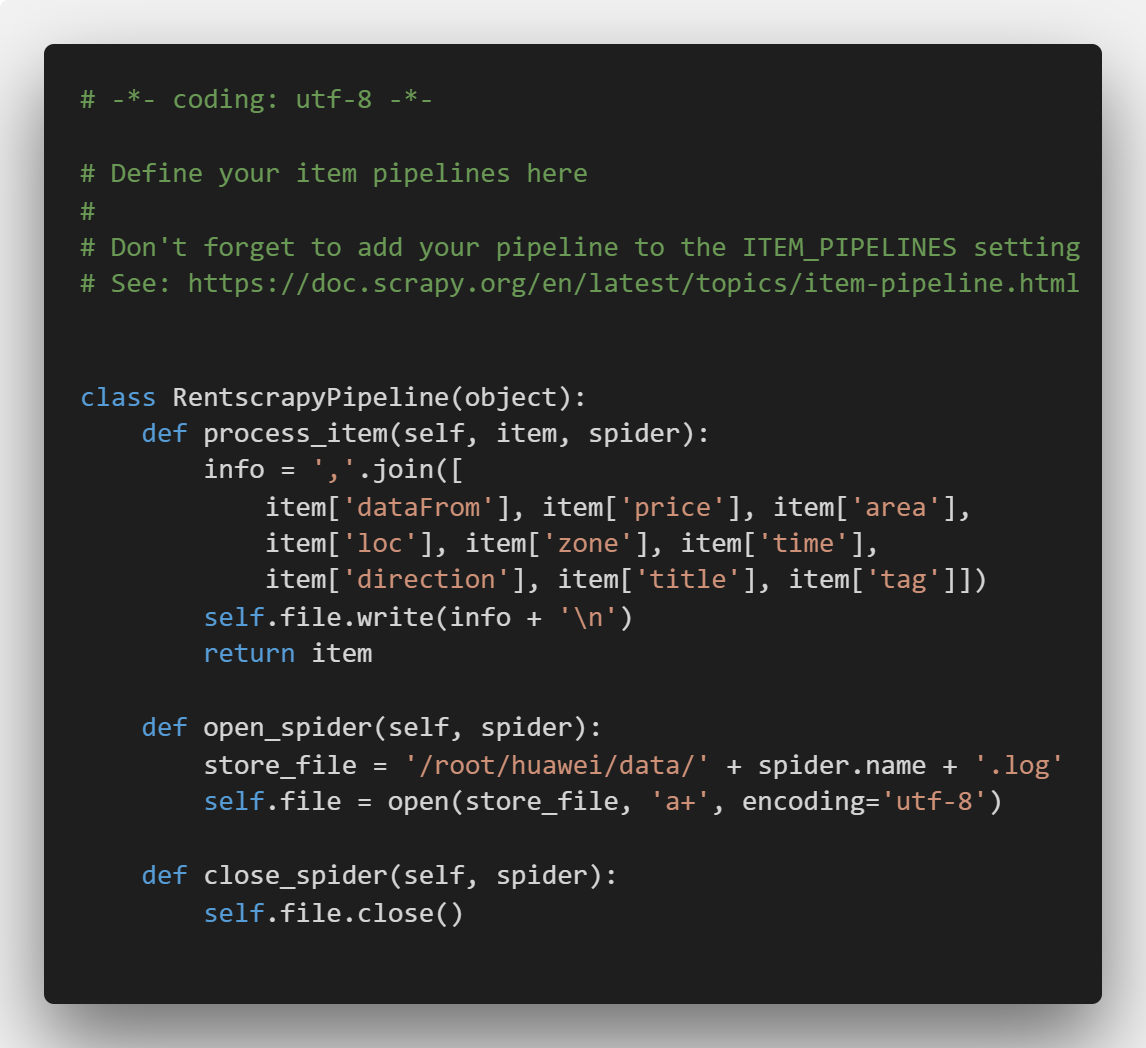 # -*- coding: utf-8 -*-
# Define your item pipelines here
#
# Don't forget to add your pipeline to the ITEM_PIPELINES setting
# See: https://doc.scrapy.org/en/latest/topics/item-pipeline.html
class RentscrapyPipeline(object):
    def process_item(self, item, spider):
        info = ','.join([
            item['dataFrom'], item['price'], item['area'],
            item['loc'], item['zone'], item['time'],
            item['direction'], item['title'], item['tag']])
        self.file.write(info + '\n')
        return item
    def open_spider(self, spider):
        store_file = '/root/huawei/data/' + spider.name + '.log'
        self.file = open(store_file, 'a+', encoding='utf-8')
    def close_spider(self, spider):
        self.file.close()